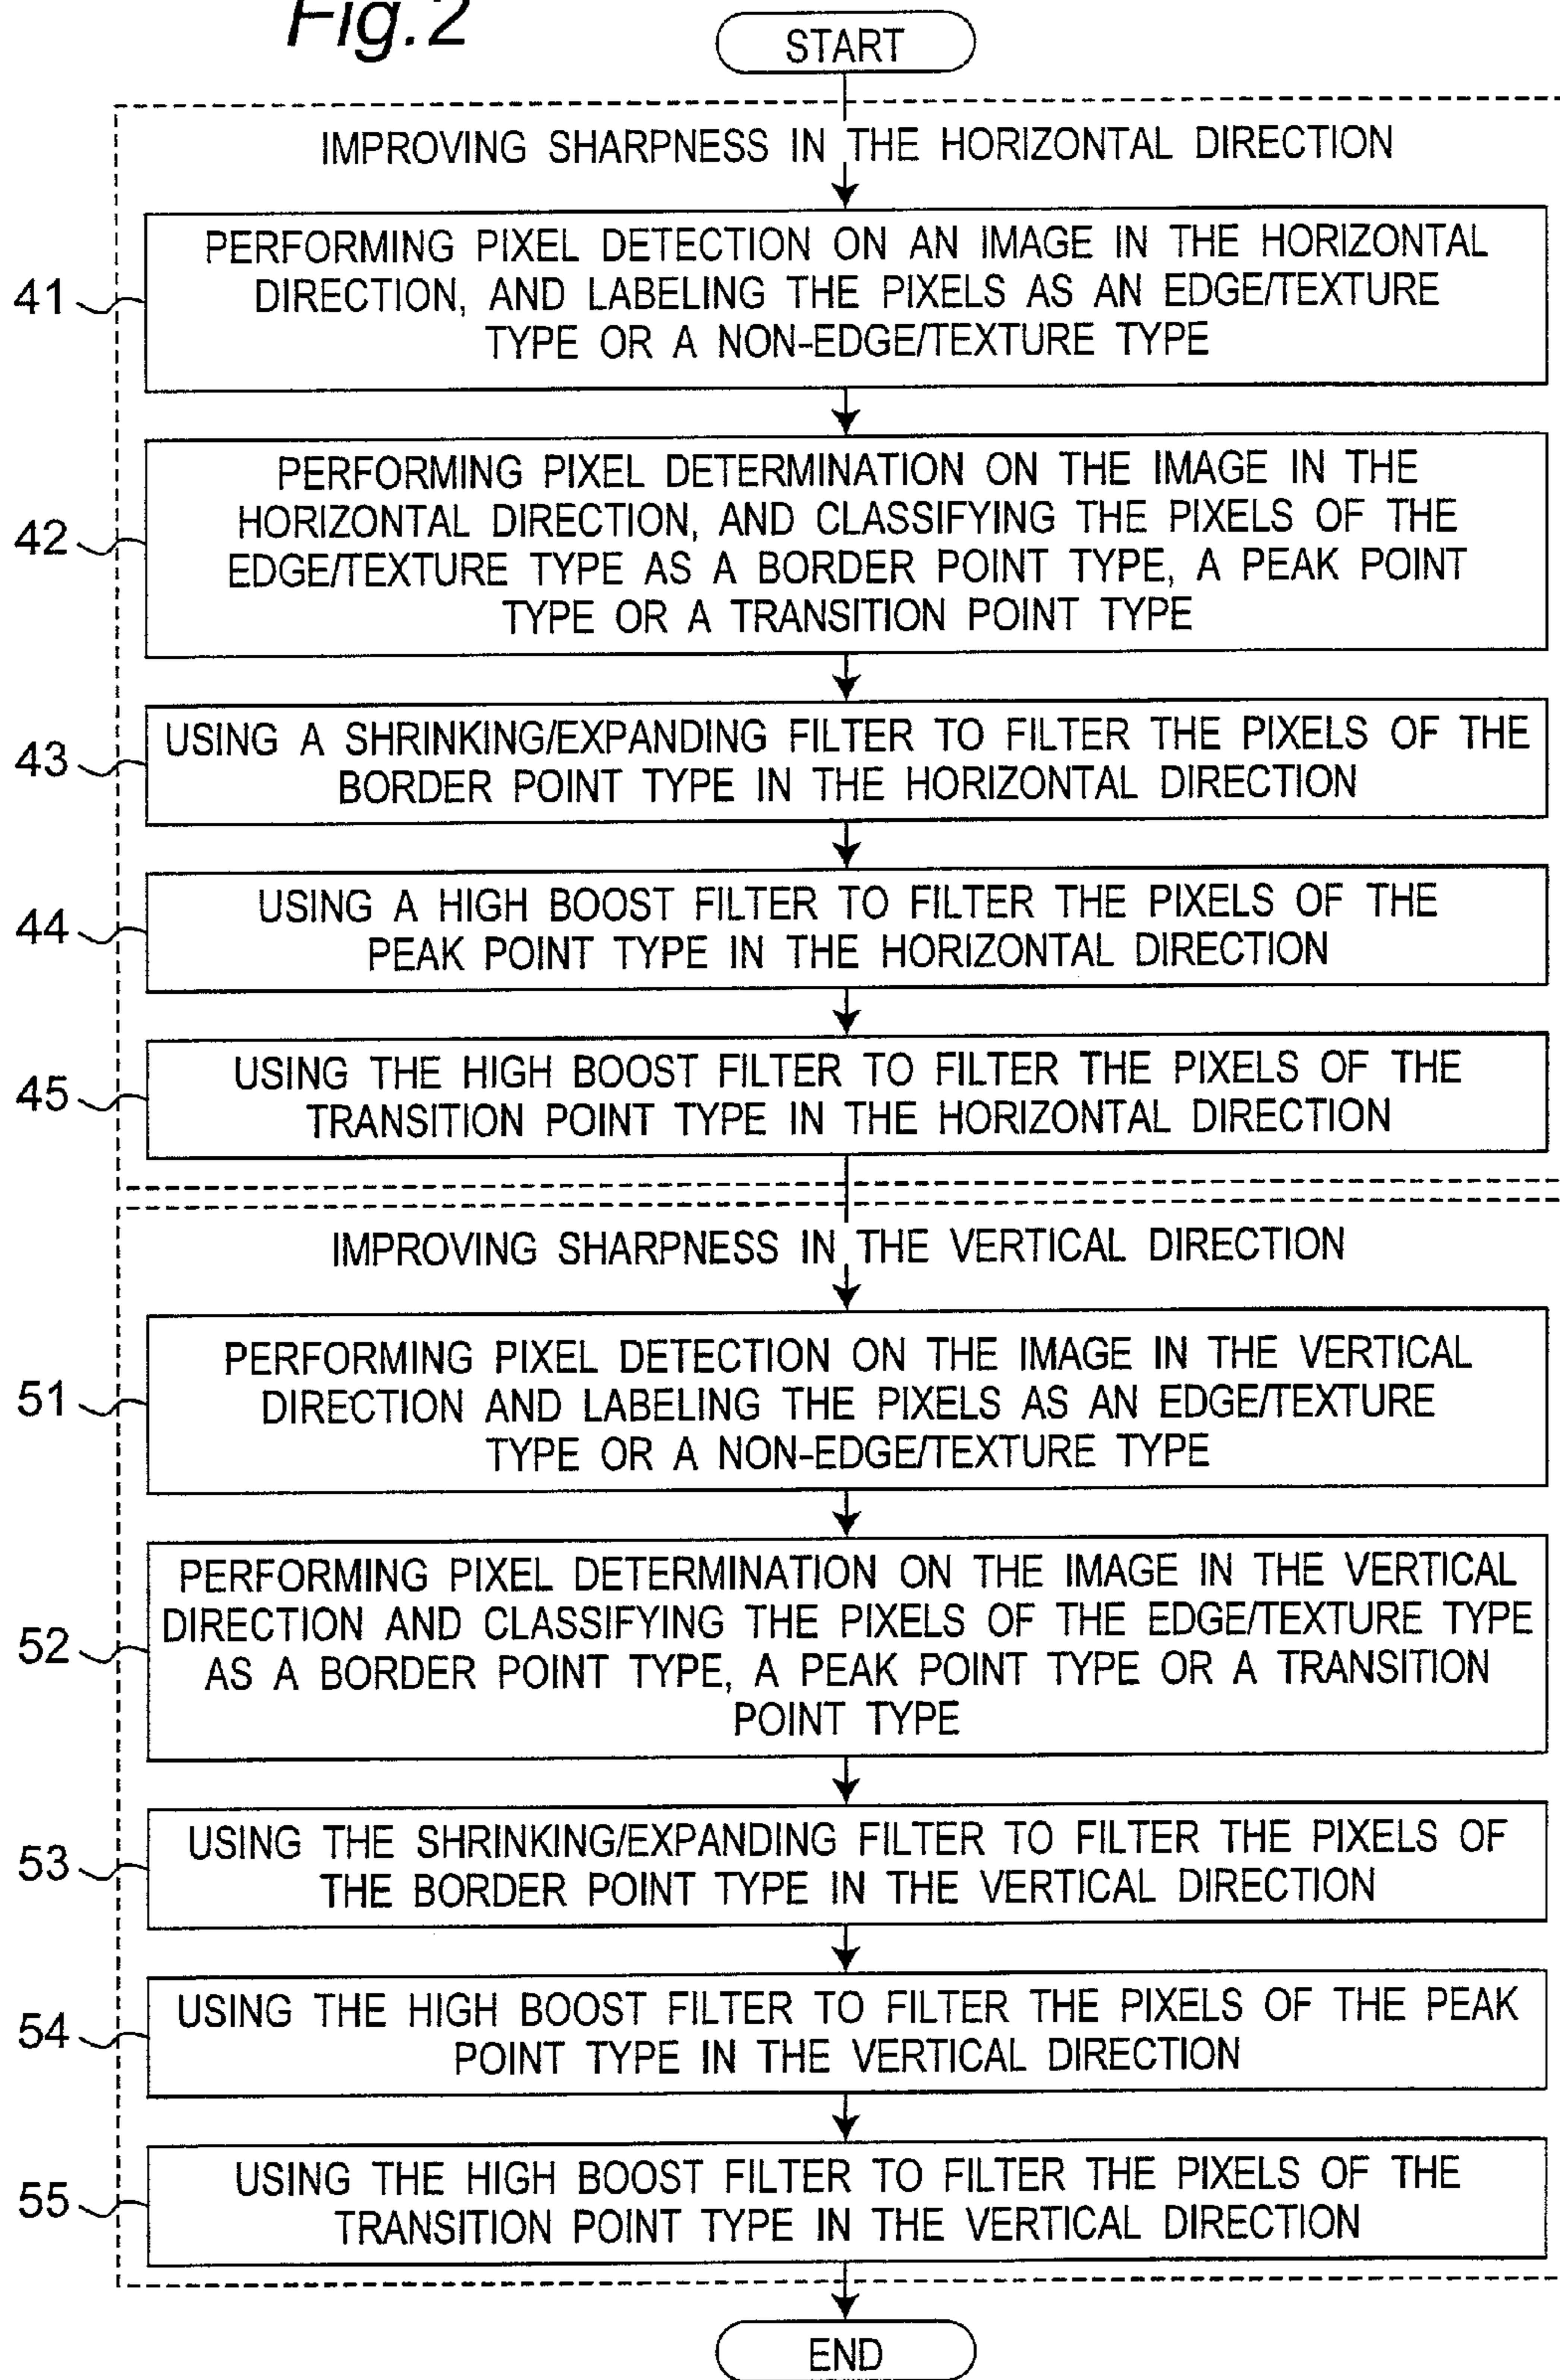 Fig.2
START
IMPROVING SHARPNESS IN THE HORIZONTAL DIRECTION
41
PERFORMING PIXEL DETECTION ON AN IMAGE IN THE HORIZONTAL
DIRECTION, AND LABELING THE PIXELS AS AN EDGE/TEXTURE
TYPE OR A NON-EDGE/TEXTURE TYPE
42
PERFORMING PIXEL DETERMINATION ON THE IMAGE IN THE
HORIZONTAL DIRECTION, AND CLASSIFYING THE PIXELS OF THE
EDGE/TEXTURE TYPE AS A BORDER POINT TYPE, A PEAK POINT
TYPE OR A TRANSITION POINT TYPE
43
USING A SHRINKING/EXPANDING FILTER TO FILTER THE PIXELS OF THE
BORDER POINT TYPE IN THE HORIZONTAL DIRECTION
44
USING A HIGH BOOST FILTER TO FILTER THE PIXELS OF THE
PEAK POINT TYPE IN THE HORIZONTAL DIRECTION
45
USING THE HIGH BOOST FILTER TO FILTER THE PIXELS OF THE
TRANSITION POINT TYPE IN THE HORIZONTAL DIRECTION
IMPROVING SHARPNESS IN THE VERTICAL DIRECTION
51
PERFORMING PIXEL DETECTION ON THE IMAGE IN THE VERTICAL
DIRECTION AND LABELING THE PIXELS AS AN EDGE/TEXTURE
TYPE OR A NON-EDGE/TEXTURE TYPE
52
PERFORMING PIXEL DETERMINATION ON THE IMAGE IN THE VERTICAL
DIRECTION AND CLASSIFYING THE PIXELS OF THE EDGE/TEXTURE TYPE
AS A BORDER POINT TYPE, A PEAK POINT TYPE OR A TRANSITION
POINT TYPE
53
USING THE SHRINKING/EXPANDING FILTER TO FILTER THE PIXELS OF
THE BORDER POINT TYPE IN THE VERTICAL DIRECTION
54
USING THE HIGH BOOST FILTER TO FILTER THE PIXELS OF THE PEAK
POINT TYPE IN THE VERTICAL DIRECTION
55
USING THE HIGH BOOST FILTER TO FILTER THE PIXELS OF THE
TRANSITION POINT TYPE IN THE VERTICAL DIRECTION
END